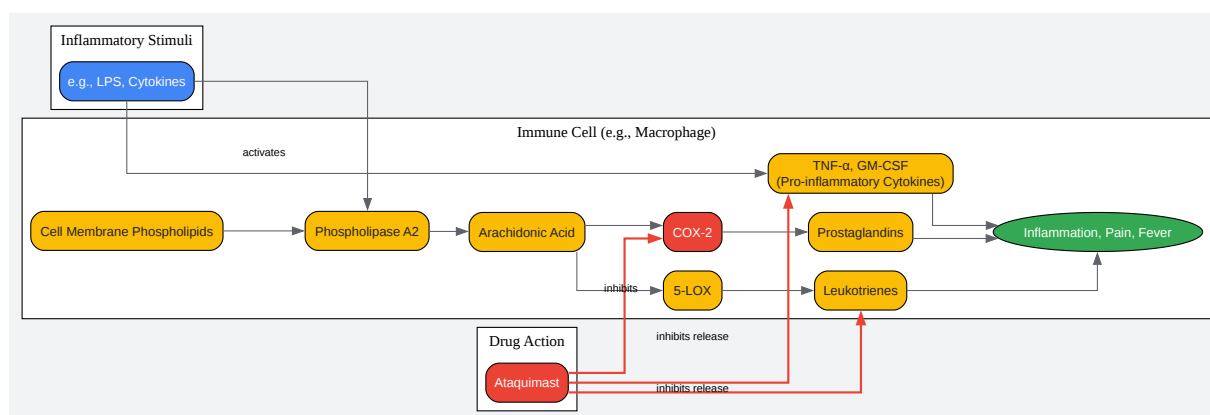 Inflammatory Stimuli
e.g., LPS, Cytokines
Immune Cell (e.g., Macrophage)
activates
TNF-α, GM-CSF
(Pro-inflammatory Cytokines)
Cell Membrane Phospholipids
Phospholipase A2
Arachidonic Acid
COX-2
Prostaglandins
Inflammation, Pain, Fever
inhibits
5-LOX
Leukotrienes
Drug Action
inhibits release
Ataquimast
inhibits release